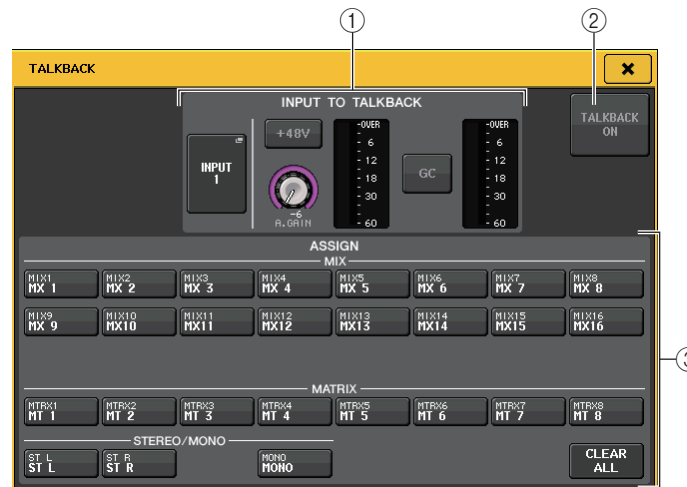 ① ②
TALKBACK
INPUT TO TALKBACK
TALKBACK
ON
INPUT
1
+48V
-6
A.GAIN
OVER
6
12
18
30
60
GC
OVER
6
12
18
30
60
ASSIGN
MIX
MIX1 MIX2 MIX3 MIX4 MIX5 MIX6 MIX7 MIX8
MX 1 MX 2 MX 3 MX 4 MX 5 MX 6 MX 7 MX 8
MIX9 MIX10 MIX11 MIX12 MIX13 MIX14 MIX15 MIX16
MX 9 MX10 MX11 MX12 MX13 MX14 MX15 MX16
③
MATRIX
MTRX1 MTRX2 MTRX3 MTRX4 MTRX5 MTRX6 MTRX7 MTRX8
MT 1 MT 2 MT 3 MT 4 MT 5 MT 6 MT 7 MT 8
STEREO/MONO
ST L ST R MONO
ST L ST R MONO
CLEAR
ALL